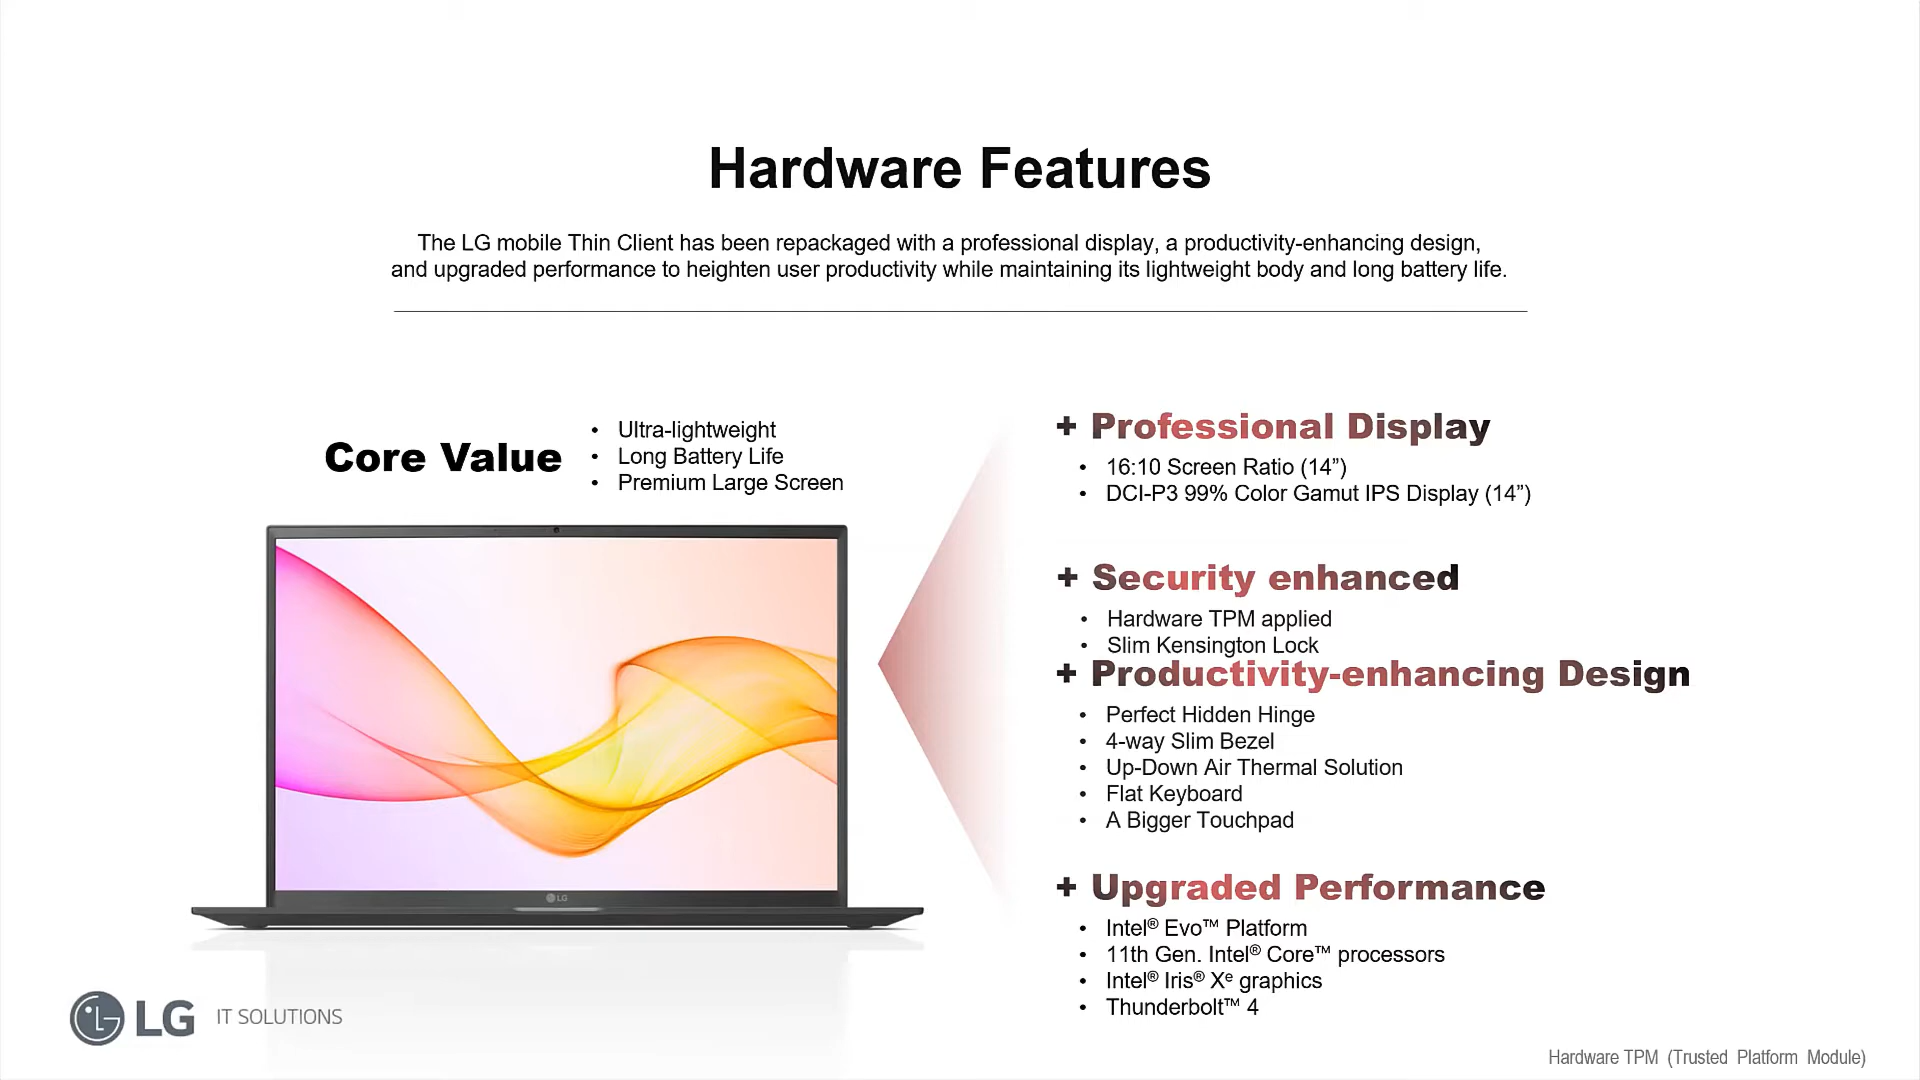 Hardware Features
The LG mobile Thin Client has been repackaged with a professional display, a productivity-enhancing design,
and upgraded performance to heighten user productivity while maintaining its lightweight body and long battery life.
Core Value
• Ultra-lightweight
• Long Battery Life
• Premium Large Screen
LG
+ Professional Display
• 16:10 Screen Ratio (14”)
• DCI-P3 99% Color Gamut IPS Display (14”)
+ Security enhanced
• Hardware TPM applied
• Slim Kensington Lock
+ Productivity-enhancing Design
• Perfect Hidden Hinge
• 4-way Slim Bezel
• Up-Down Air Thermal Solution
• Flat Keyboard
• A Bigger Touchpad
+ Upgraded Performance
• Intel® Evo™ Platform
• 11th Gen. Intel® Core™ processors
• Intel® Iris® Xᵉ graphics
• Thunderbolt™ 4
LG IT SOLUTIONS
Hardware TPM (Trusted Platform Module)